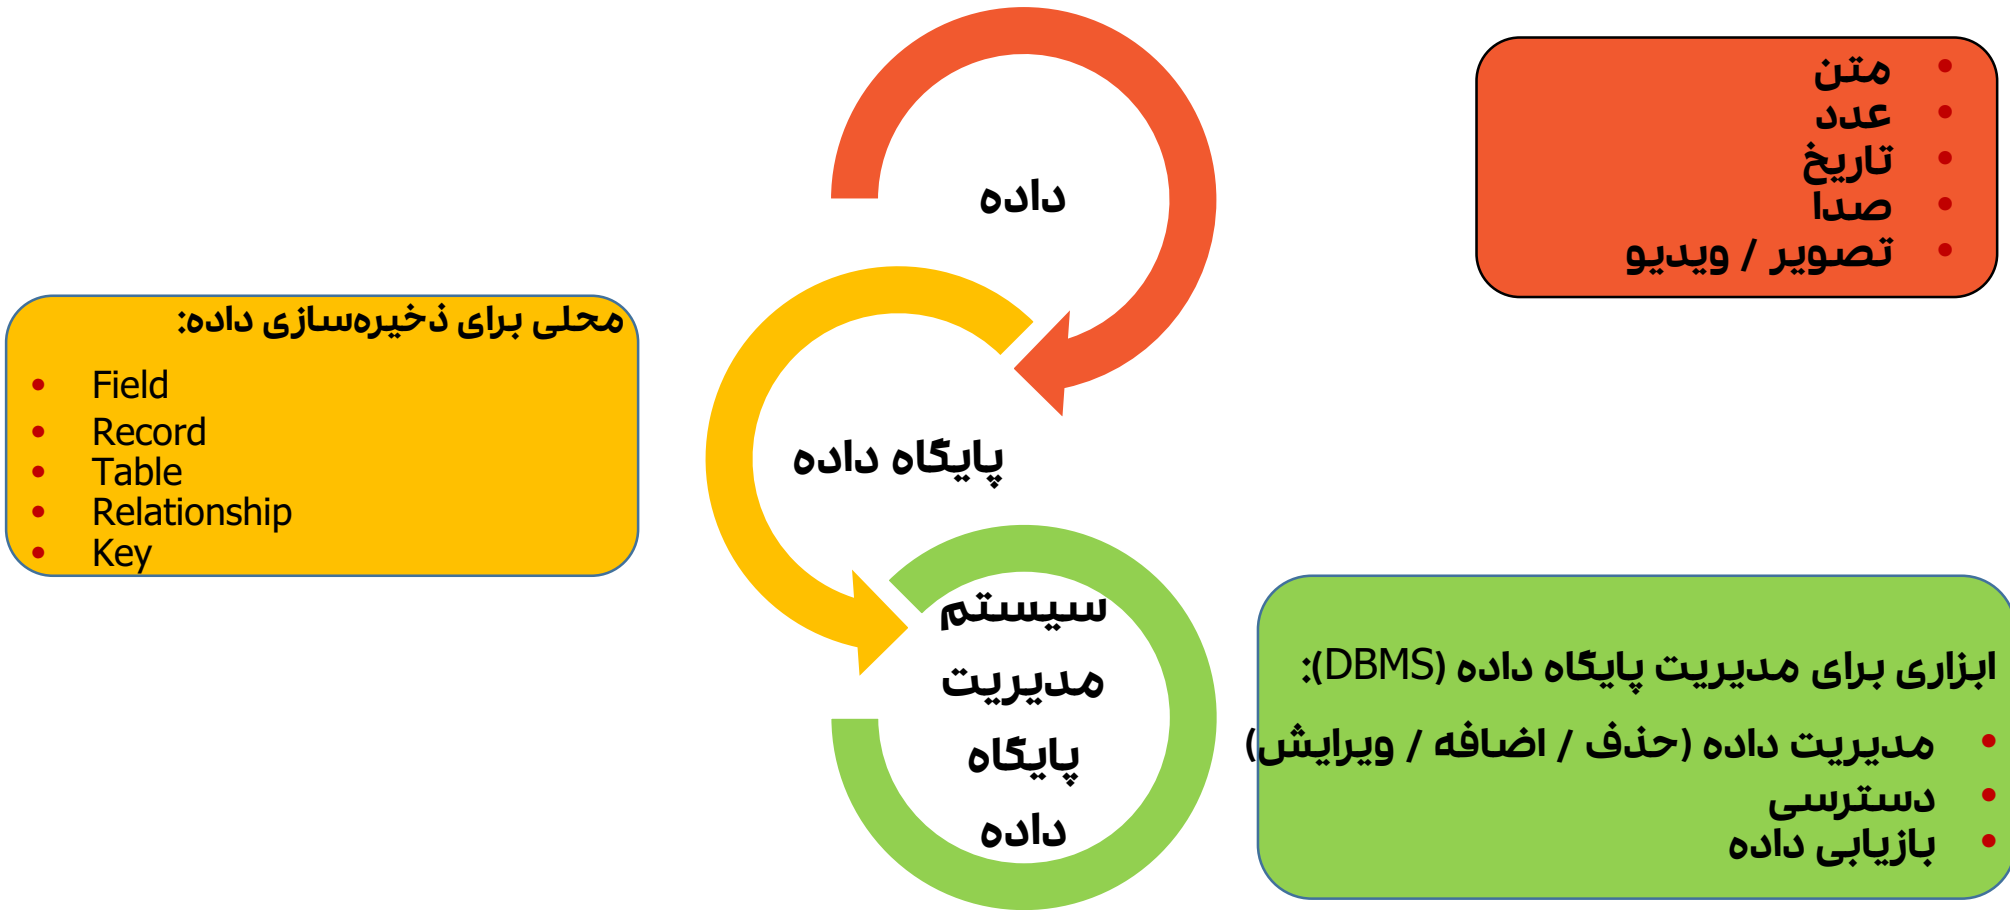 داده
• متن
• عدد
• تاریخ
• صدا
• تصویر / ویدیو
پایگاه داده
محلی برای ذخیره‌سازی داده:
• Field
• Record
• Table
• Relationship
• Key
سیستم
مدیریت
پایگاه
داده
ابزاری برای مدیریت پایگاه داده (DBMS):
• مدیریت داده (حذف / اضافه / ویرایش)
• دسترسی
• بازیابی داده